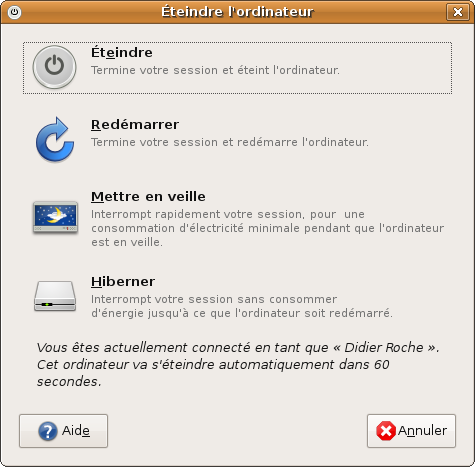 Éteindre l'ordinateur
Éteindre
Termine votre session et éteint l'ordinateur.
Redémarrer
Termine votre session et redémarre l'ordinateur.
Mettre en veille
Interrompt rapidement votre session, pour une
consommation d'électricité minimale pendant que l'ordinateur
est en veille.
Hiberner
Interrompt votre session sans consommer
d'énergie jusqu'à ce que l'ordinateur soit redémarré.
Vous êtes actuellement connecté en tant que « Didier Roche ».
Cet ordinateur va s'éteindre automatiquement dans 60
secondes.
Aide
Annuler